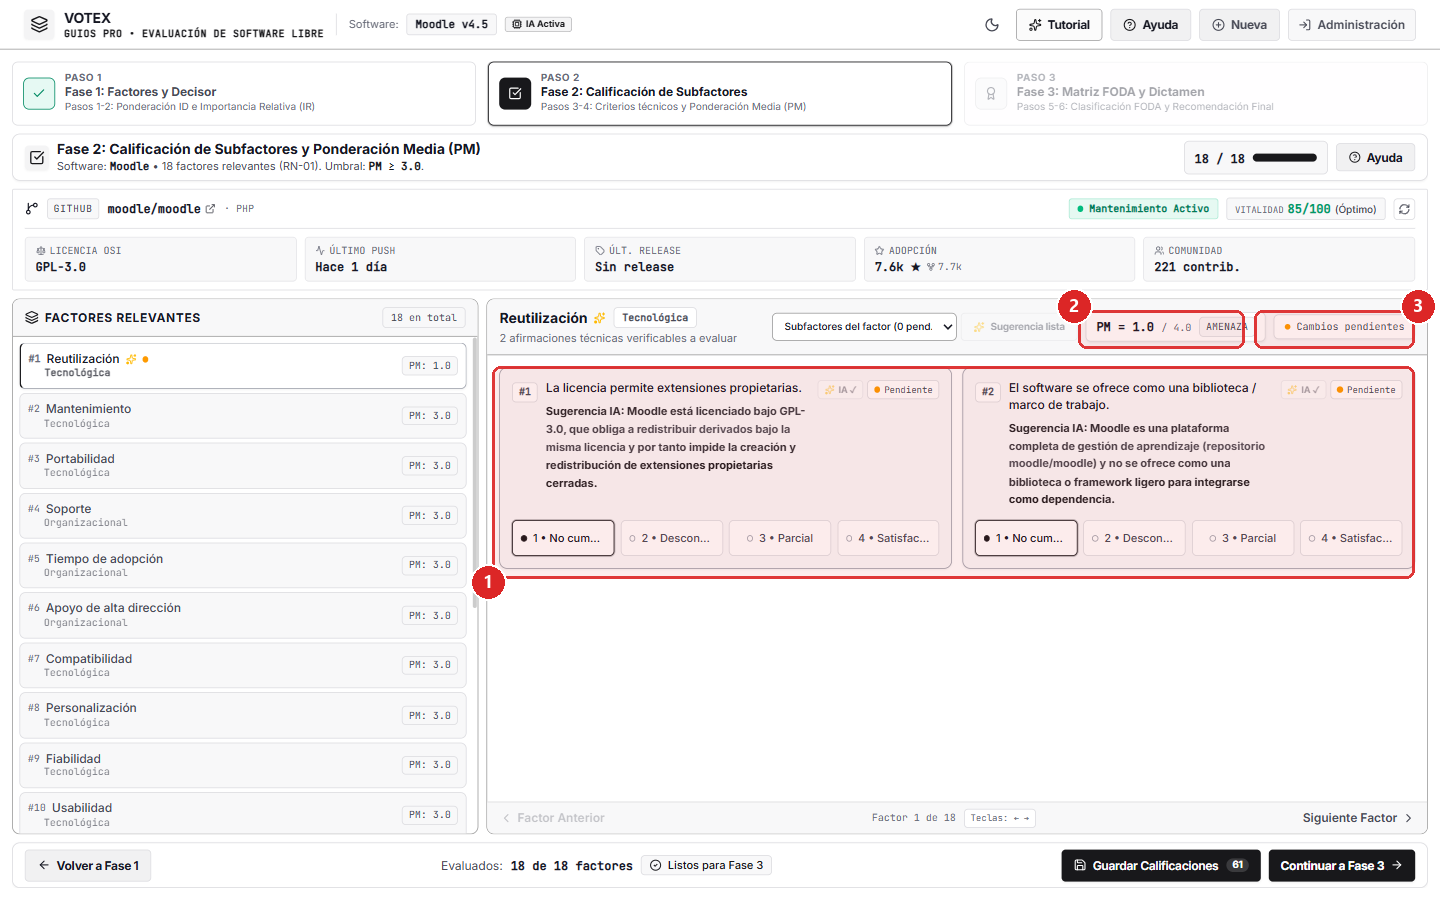 VOTEX
GUIOS PRO • EVALUACIÓN DE SOFTWARE LIBRE
Software: Moodle v4.5 IA Activa
Tutorial
Ayuda
Nueva
Administración
PASO 1
Fase 1: Factores y Decisor
Pasos 1-2: Ponderación ID e Importancia Relativa (IR)
PASO 2
Fase 2: Calificación de Subfactores
Pasos 3-4: Criterios técnicos y Ponderación Media (PM)
PASO 3
Fase 3: Matriz FODA y Dictamen
Pasos 5-6: Clasificación FODA y Recomendación Final
Fase 2: Calificación de Subfactores y Ponderación Media (PM)
Software: Moodle • 18 factores relevantes (RN-01). Umbral: PM ≥ 3.0.
18 / 18
Ayuda
GITHUB moodle/moodle · PHP
Mantenimiento Activo
VITALIDAD 85/100 (Óptimo)
LICENCIA OSI
GPL-3.0
ÚLTIMO PUSH
Hace 1 día
ÚLT. RELEASE
Sin release
ADOPCIÓN
7.6k ★ 7.7k
COMUNIDAD
221 contrib.
FACTORES RELEVANTES
18 en total
#1 Reutilización
Tecnológica
PM: 1.0
#2 Mantenimiento
Tecnológica
PM: 3.0
#3 Portabilidad
Tecnológica
PM: 3.0
#4 Soporte
Organizacional
PM: 3.0
#5 Tiempo de adopción
Organizacional
PM: 3.0
#6 Apoyo de alta dirección
Organizacional
PM: 3.0
#7 Compatibilidad
Tecnológica
PM: 3.0
#8 Personalización
Tecnológica
PM: 3.0
#9 Fiabilidad
Tecnológica
PM: 3.0
#10 Usabilidad
Tecnológica
PM: 3.0
Reutilización Tecnológica
2 afirmaciones técnicas verificables a evaluar
Subfactores del factor (0 pend.
Sugerencia lista
2
PM = 1.0 / 4.0 AMENAZA
3
Cambios pendientes
1
#1 La licencia permite extensiones propietarias.
IA ✓
Pendiente
Sugerencia IA: Moodle está licenciado bajo GPL-
3.0, que obliga a redistribuir derivados bajo la
misma licencia y por tanto impide la creación y
redistribución de extensiones propietarias
cerradas.
1 • No cum...
2 • Descon...
3 • Parcial
4 • Satisfac...
#2 El software se ofrece como una biblioteca /
marco de trabajo.
IA ✓
Pendiente
Sugerencia IA: Moodle es una plataforma
completa de gestión de aprendizaje (repositorio
moodle/moodle) y no se ofrece como una
biblioteca o framework ligero para integrarse
como dependencia.
1 • No cum...
2 • Descon...
3 • Parcial
4 • Satisfac...
Factor Anterior
Factor 1 de 18
Teclas: ← →
Siguiente Factor
Volver a Fase 1
Evaluados: 18 de 18 factores
Listos para Fase 3
Guardar Calificaciones 61
Continuar a Fase 3 →